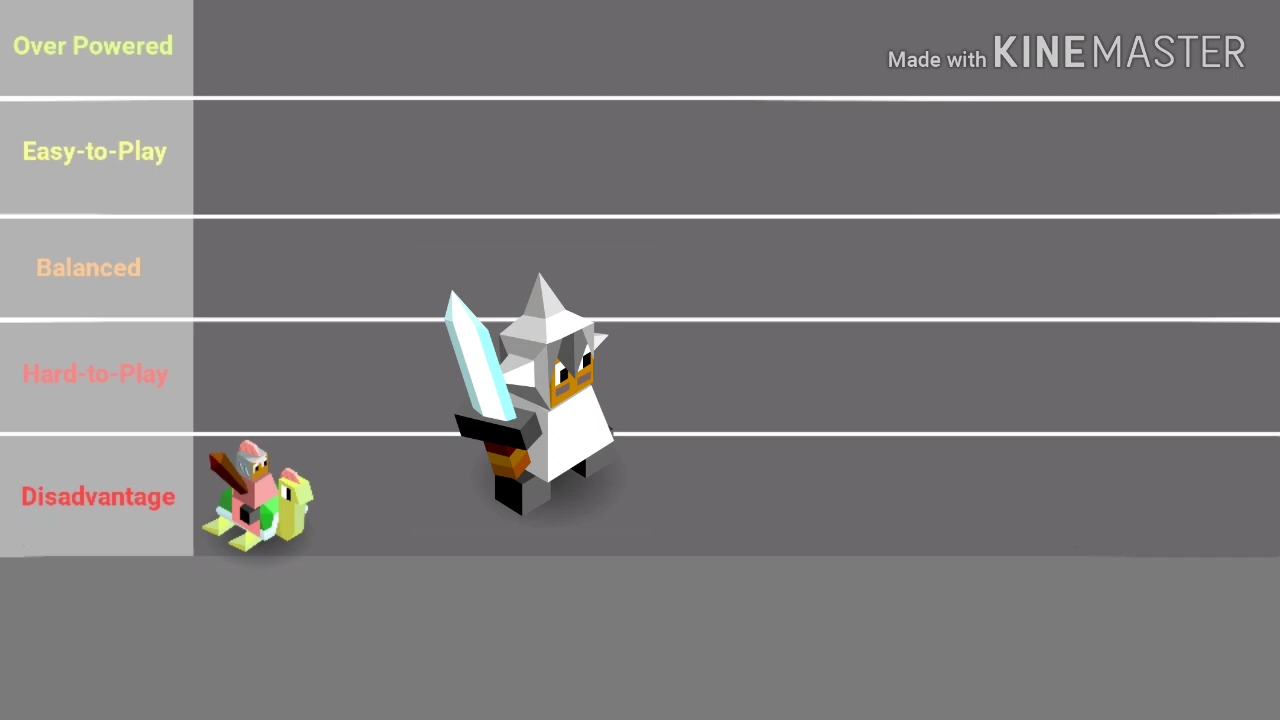 Over Powered
Made with KINEMASTER
Easy-to-Play
Balanced
Hard-to-Play
Disadvantage